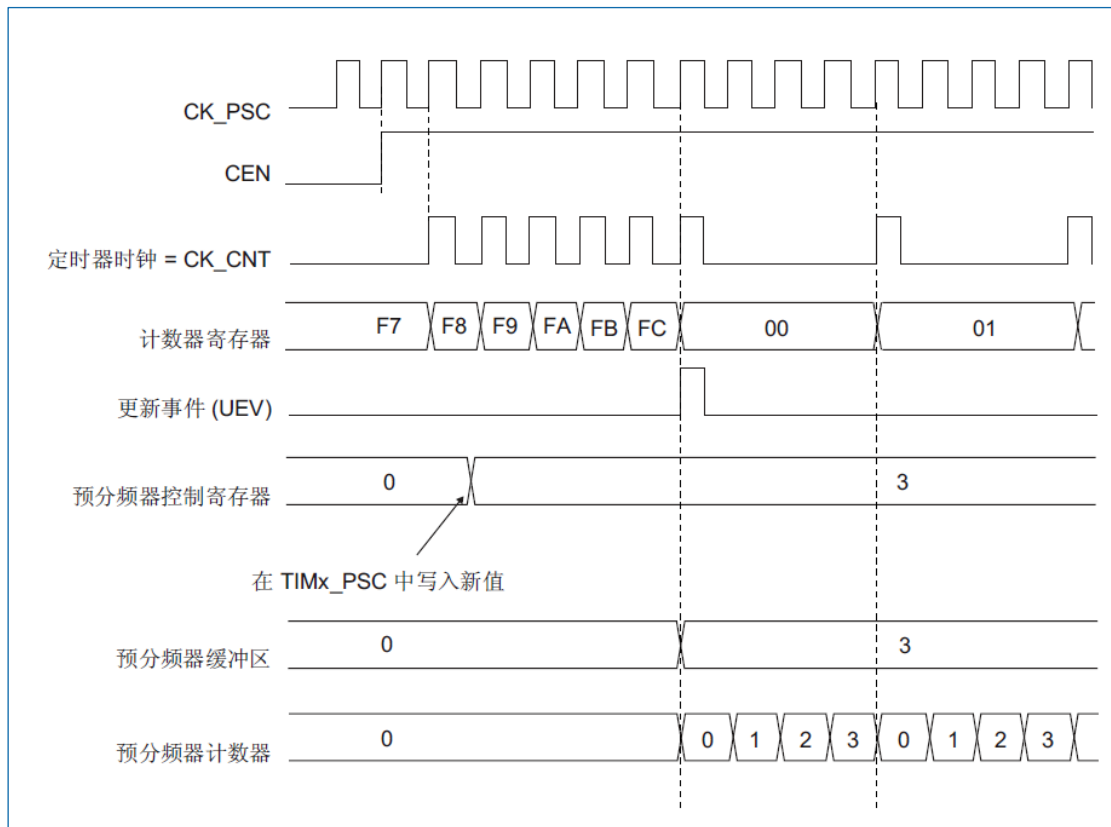 CK_PSC
CEN
定时器时钟 = CK_CNT
计数器寄存器 F7 F8 F9 FA FB FC 00 01
更新事件 (UEV)
预分频器控制寄存器 0 3
在 TIMx_PSC 中写入新值
预分频器缓冲区 0 3
预分频器计数器 0 0 1 2 3 0 1 2 3